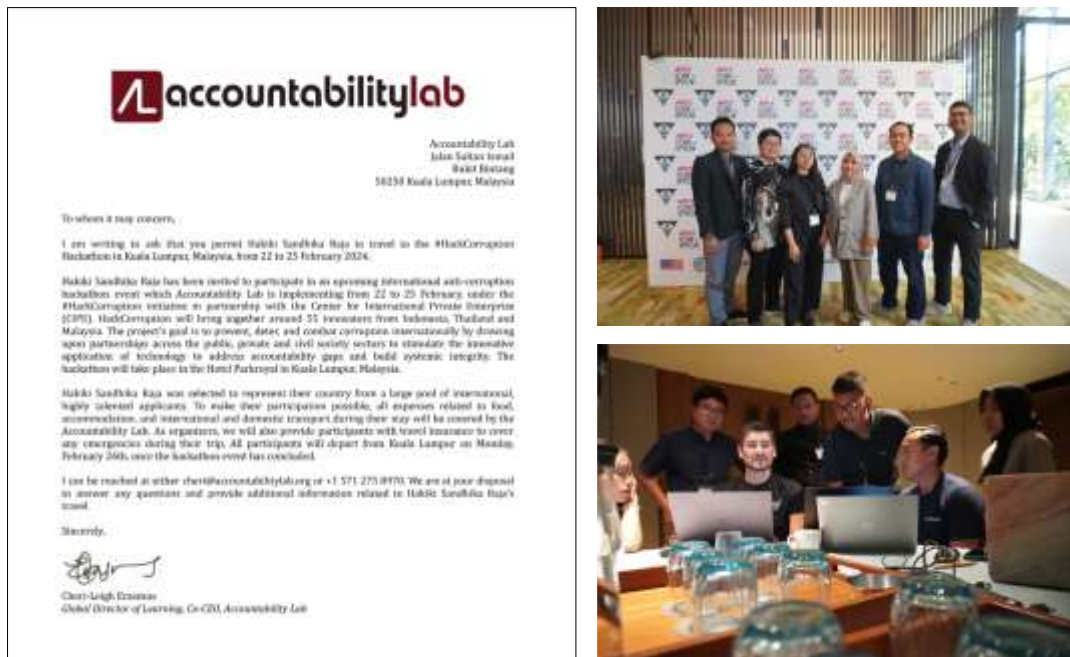 accountabilitylab
Accountability Lab
Jalan Sultan Ismail
Bukit Bintang
50250 Kuala Lumpur, Malaysia
To whom it may concern,
I am writing to ask that you permit Hakiki Sandhika Raja to travel to the #HackCorruption
Hackathon in Kuala Lumpur, Malaysia, from 22 to 25 February 2024.
Hakiki Sandhika Raja has been invited to participate in an upcoming international anti-corruption
hackathon event which Accountability Lab is implementing from 22 to 25 February, under the
#HackCorruption initiative in partnership with the Center for International Private Enterprise
(CIPE). HackCorruption will bring together around 55 innovators from Indonesia, Thailand and
Malaysia. The project's goal is to prevent, deter, and combat corruption internationally by drawing
upon partnerships across the public, private and civil society sectors to stimulate the innovative
application of technology to address accountability gaps and build systemic integrity. The
hackathon will take place in the Hotel Parkroyal in Kuala Lumpur, Malaysia.
Hakiki Sandhika Raja was selected to represent their country from a large pool of international,
highly talented applicants. To make their participation possible, all expenses related to food,
accommodation, and international and domestic transport during their stay will be covered by the
Accountability Lab. As organizers, we will also provide participants with travel insurance to cover
any emergencies during their trip. All participants will depart from Kuala Lumpur on Monday,
February 26th, once the hackathon event has concluded.
I can be reached at either cheri@accountabilitylab.org or +1 571 275 8970. We are at your disposal
to answer any questions and provide additional information related to Hakiki Sandhika Raja's
travel.
Sincerely,
Cheri-Leigh Erasmus
Global Director of Learning, Co-CEO, Accountability Lab